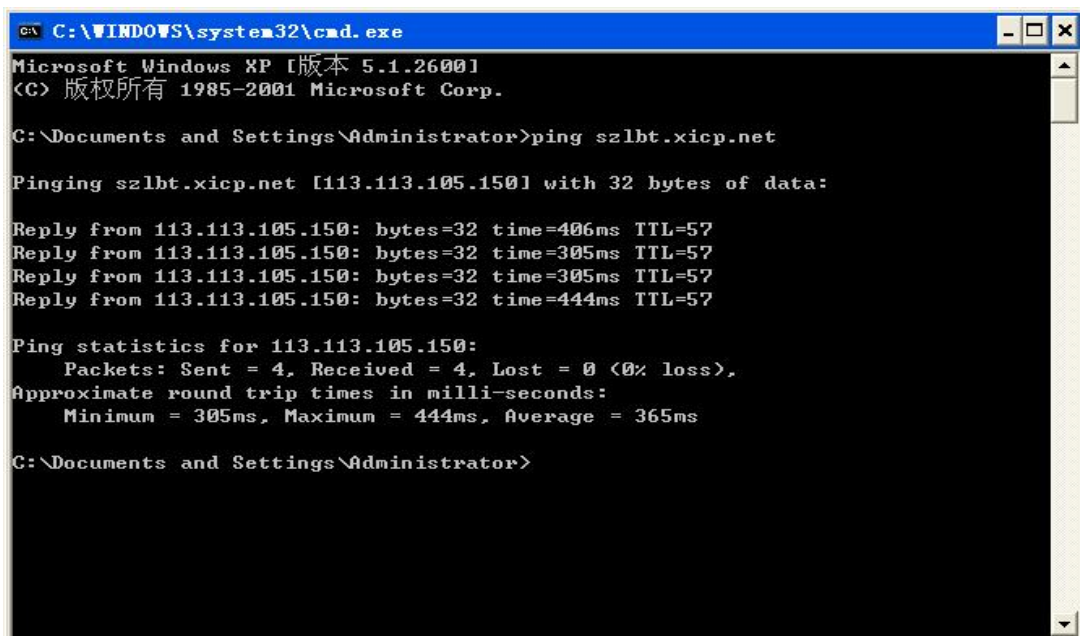 C:\WINDOWS\system32\cmd.exe
Microsoft Windows XP [版本 5.1.2600]
(C) 版权所有 1985-2001 Microsoft Corp.
C:\Documents and Settings\Administrator>ping szlbt.xicp.net
Pinging szlbt.xicp.net [113.113.105.150] with 32 bytes of data:
Reply from 113.113.105.150: bytes=32 time=406ms TTL=57
Reply from 113.113.105.150: bytes=32 time=305ms TTL=57
Reply from 113.113.105.150: bytes=32 time=305ms TTL=57
Reply from 113.113.105.150: bytes=32 time=444ms TTL=57
Ping statistics for 113.113.105.150:
Packets: Sent = 4, Received = 4, Lost = 0 (0% loss),
Approximate round trip times in milli-seconds:
Minimum = 305ms, Maximum = 444ms, Average = 365ms
C:\Documents and Settings\Administrator>